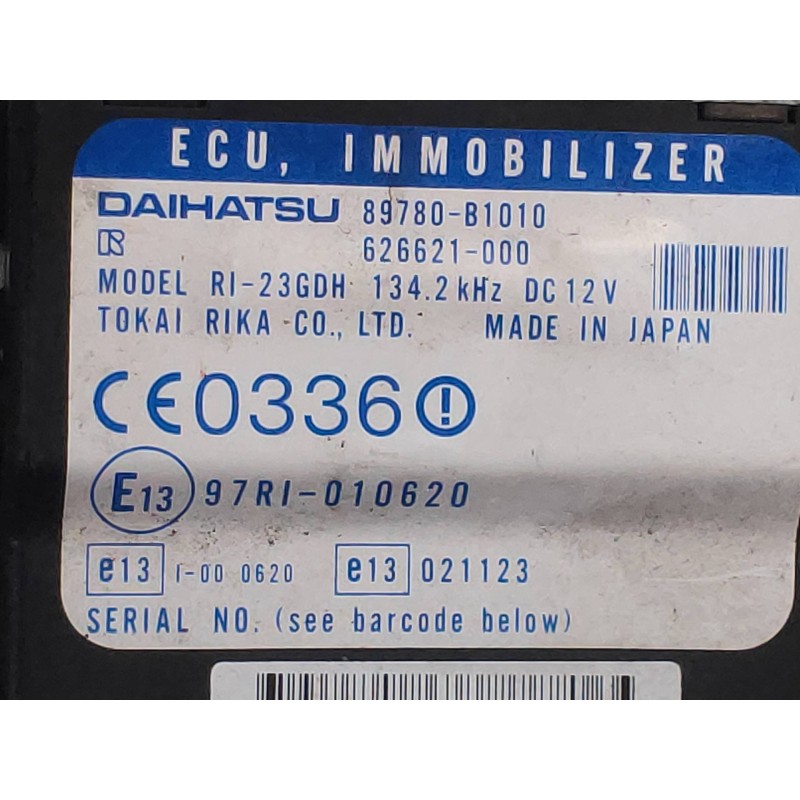 ECU, IMMOBILIZER
DAIHATSU 89780-B1010
R 626621-000
MODEL RI-23GDH 134.2kHz DC12V
TOKAI RIKA CO., LTD. MADE IN JAPAN
CE0336!
E13 97RI-010620
e13 I-00 0620 e13 021123
SERIAL NO. (see barcode below)